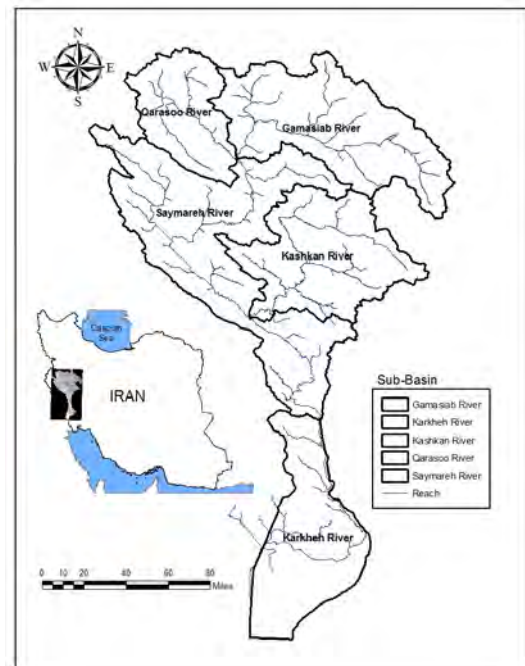 N
W E
S
Qarasoo River
Gamasiab River
Saymareh River
Kashkan River
Caspian
Sea
IRAN
Sub-Basin
Gamasiab River
Karkheh River
Kashkan River
Qarasoo River
Saymareh River
Reach
Karkheh River
0 10 20 40 60 80
Miles